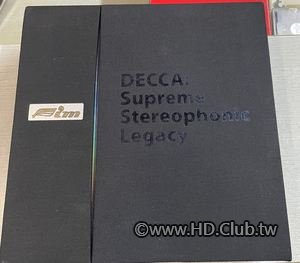 DECCA:
Supreme
Stereophonic
Legacy
Fim
©www.HD.Club.tw